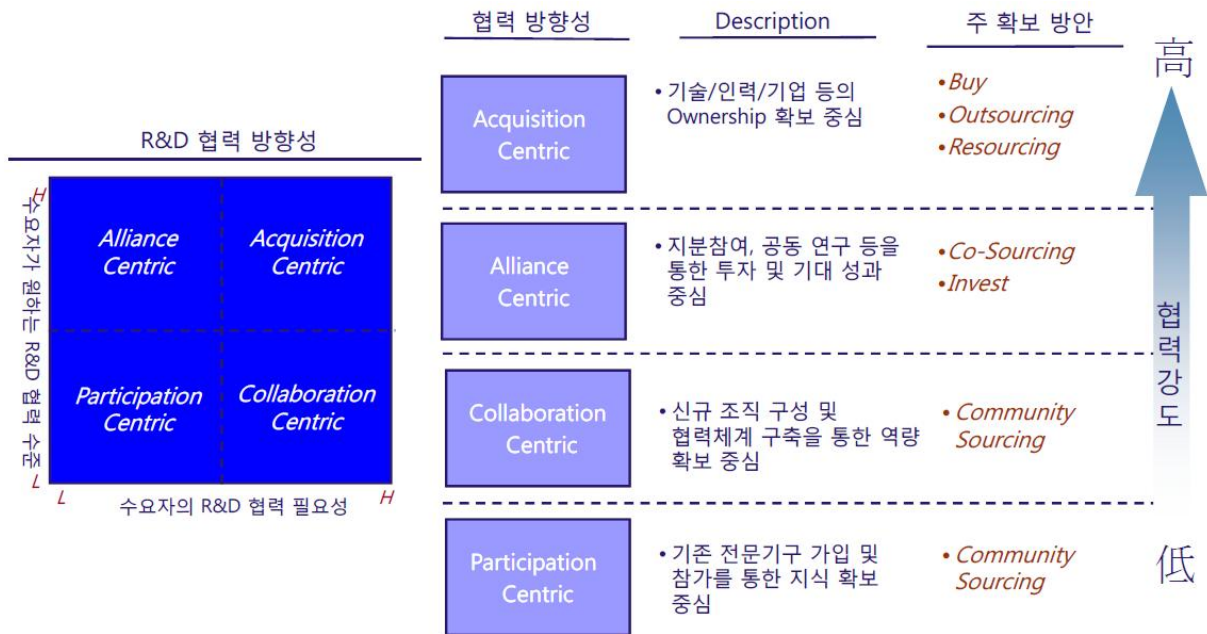 R&D 협력 방향성
H
수요자가 원하는 R&D 협력 수준
L
Alliance
Centric
Acquisition
Centric
Participation
Centric
Collaboration
Centric
L
H
수요자의 R&D 협력 필요성
협력 방향성
Description
주 확보 방안
Acquisition
Centric
• 기술/인력/기업 등의
Ownership 확보 중심
•Buy
•Outsourcing
•Resourcing
Alliance
Centric
• 지분참여, 공동 연구 등을
통한 투자 및 기대 성과
중심
•Co-Sourcing
•Invest
Collaboration
Centric
• 신규 조직 구성 및
협력체계 구축을 통한 역량
확보 중심
•Community
Sourcing
Participation
Centric
• 기존 전문기구 가입 및
참가를 통한 지식 확보
중심
•Community
Sourcing
高
협력강도
低